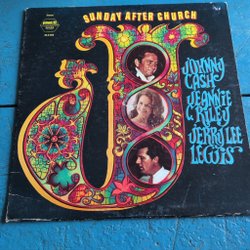 SUNDAY AFTER CHURCH
JOHNNY
CASH
JEANNIE
C. RILEY
JERRY LEE
LEWIS